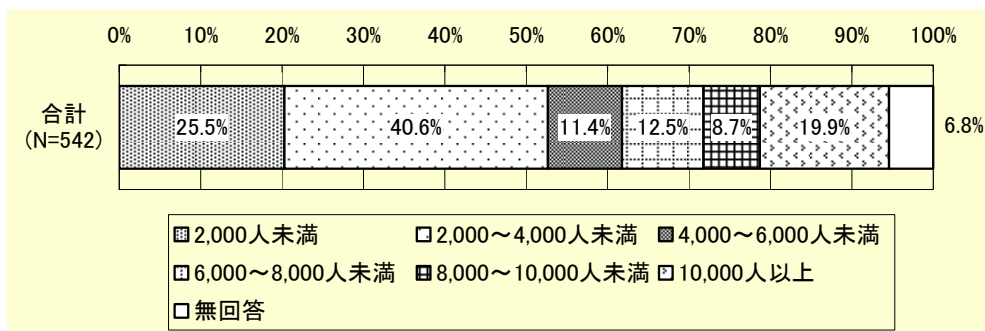 0% 10% 20% 30% 40% 50% 60% 70% 80% 90% 100%
合計
(N=542)
25.5% 40.6% 11.4% 12.5% 8.7% 19.9% 6.8%
2,000人未満 2,000～4,000人未満 4,000～6,000人未満
6,000～8,000人未満 8,000～10,000人未満 10,000人以上
無回答